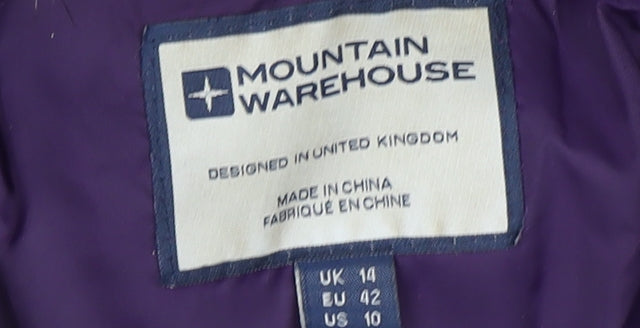 MOUNTAIN
WAREHOUSE
DESIGNED IN UNITED KINGDOM
MADE IN CHINA
FABRIQUÉ EN CHINE
UK 14
EU 42
US 10